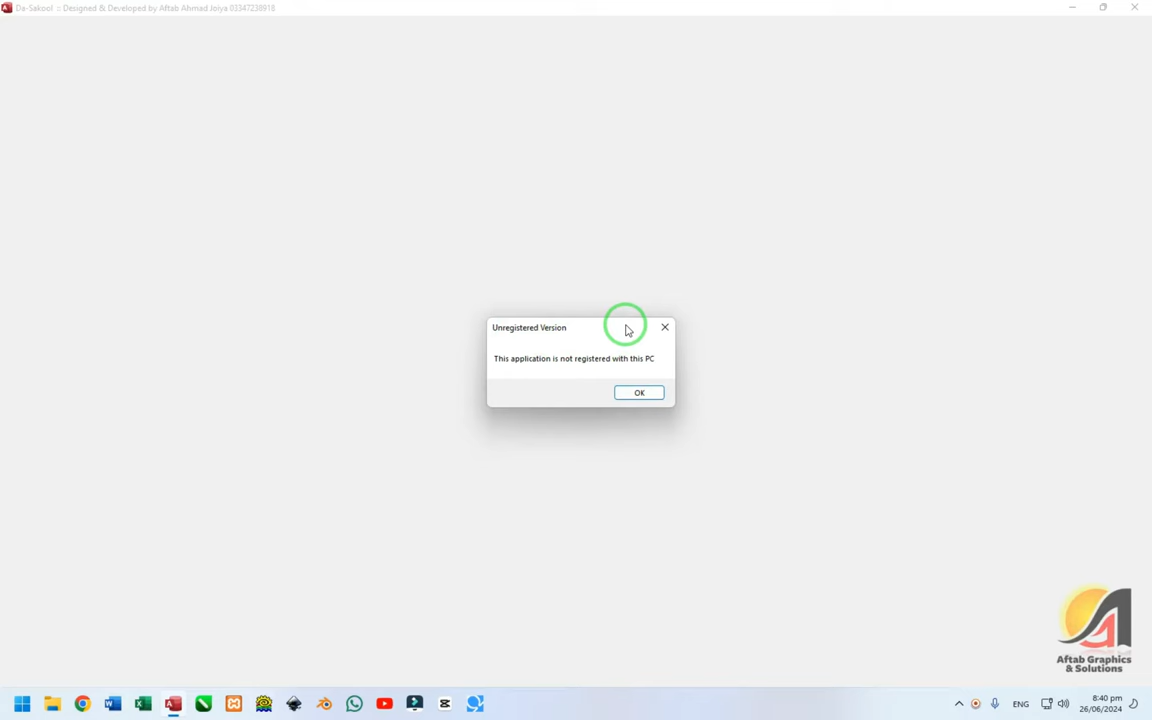 Da-Sakool :: Designed & Developed by Aftab Ahmad Joiya 03347238918
Unregistered Version
This application is not registered with this PC
OK
Aftab Graphics
& Solutions
ENG
8:40 pm
26/06/2024